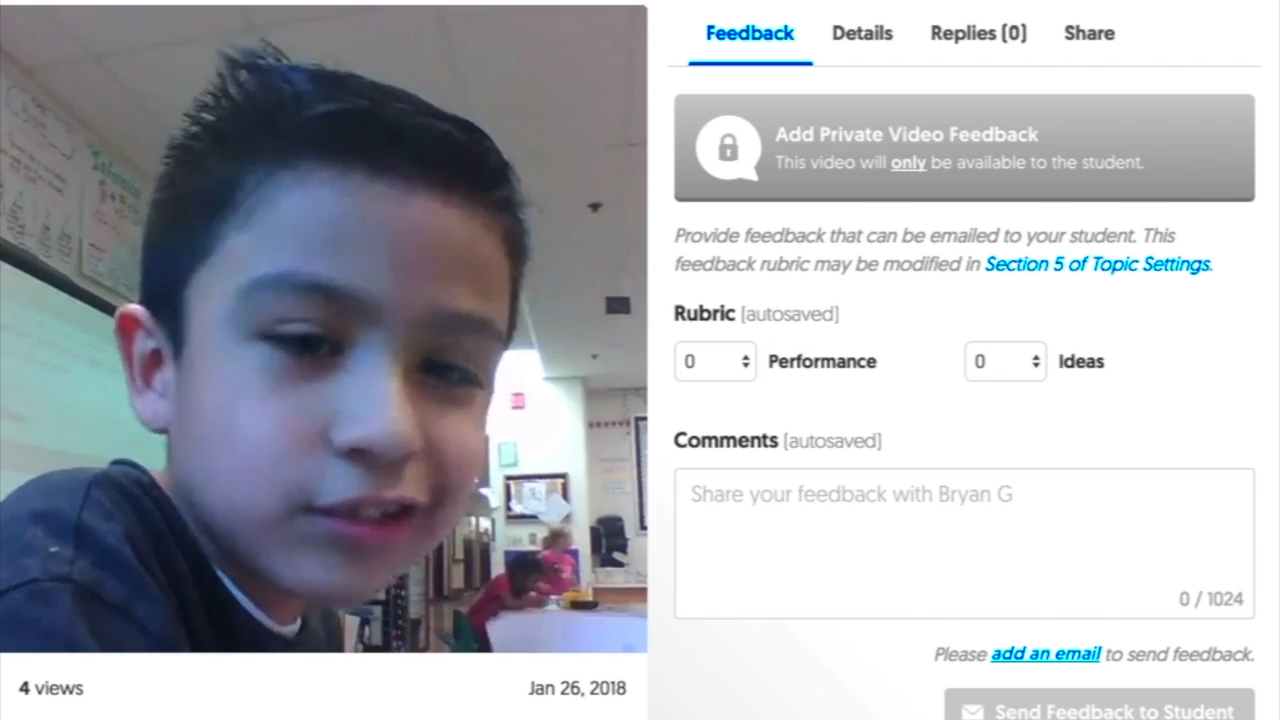 Feedback
Details
Replies (0)
Share
Add Private Video Feedback
This video will only be available to the student.
Provide feedback that can be emailed to your student. This
feedback rubric may be modified in Section 5 of Topic Settings.
Rubric [autosaved]
0 Performance
0 Ideas
Comments [autosaved]
Share your feedback with Bryan G
0 / 1024
Please add an email to send feedback.
Send Feedback to Student
4 views
Jan 26, 2018